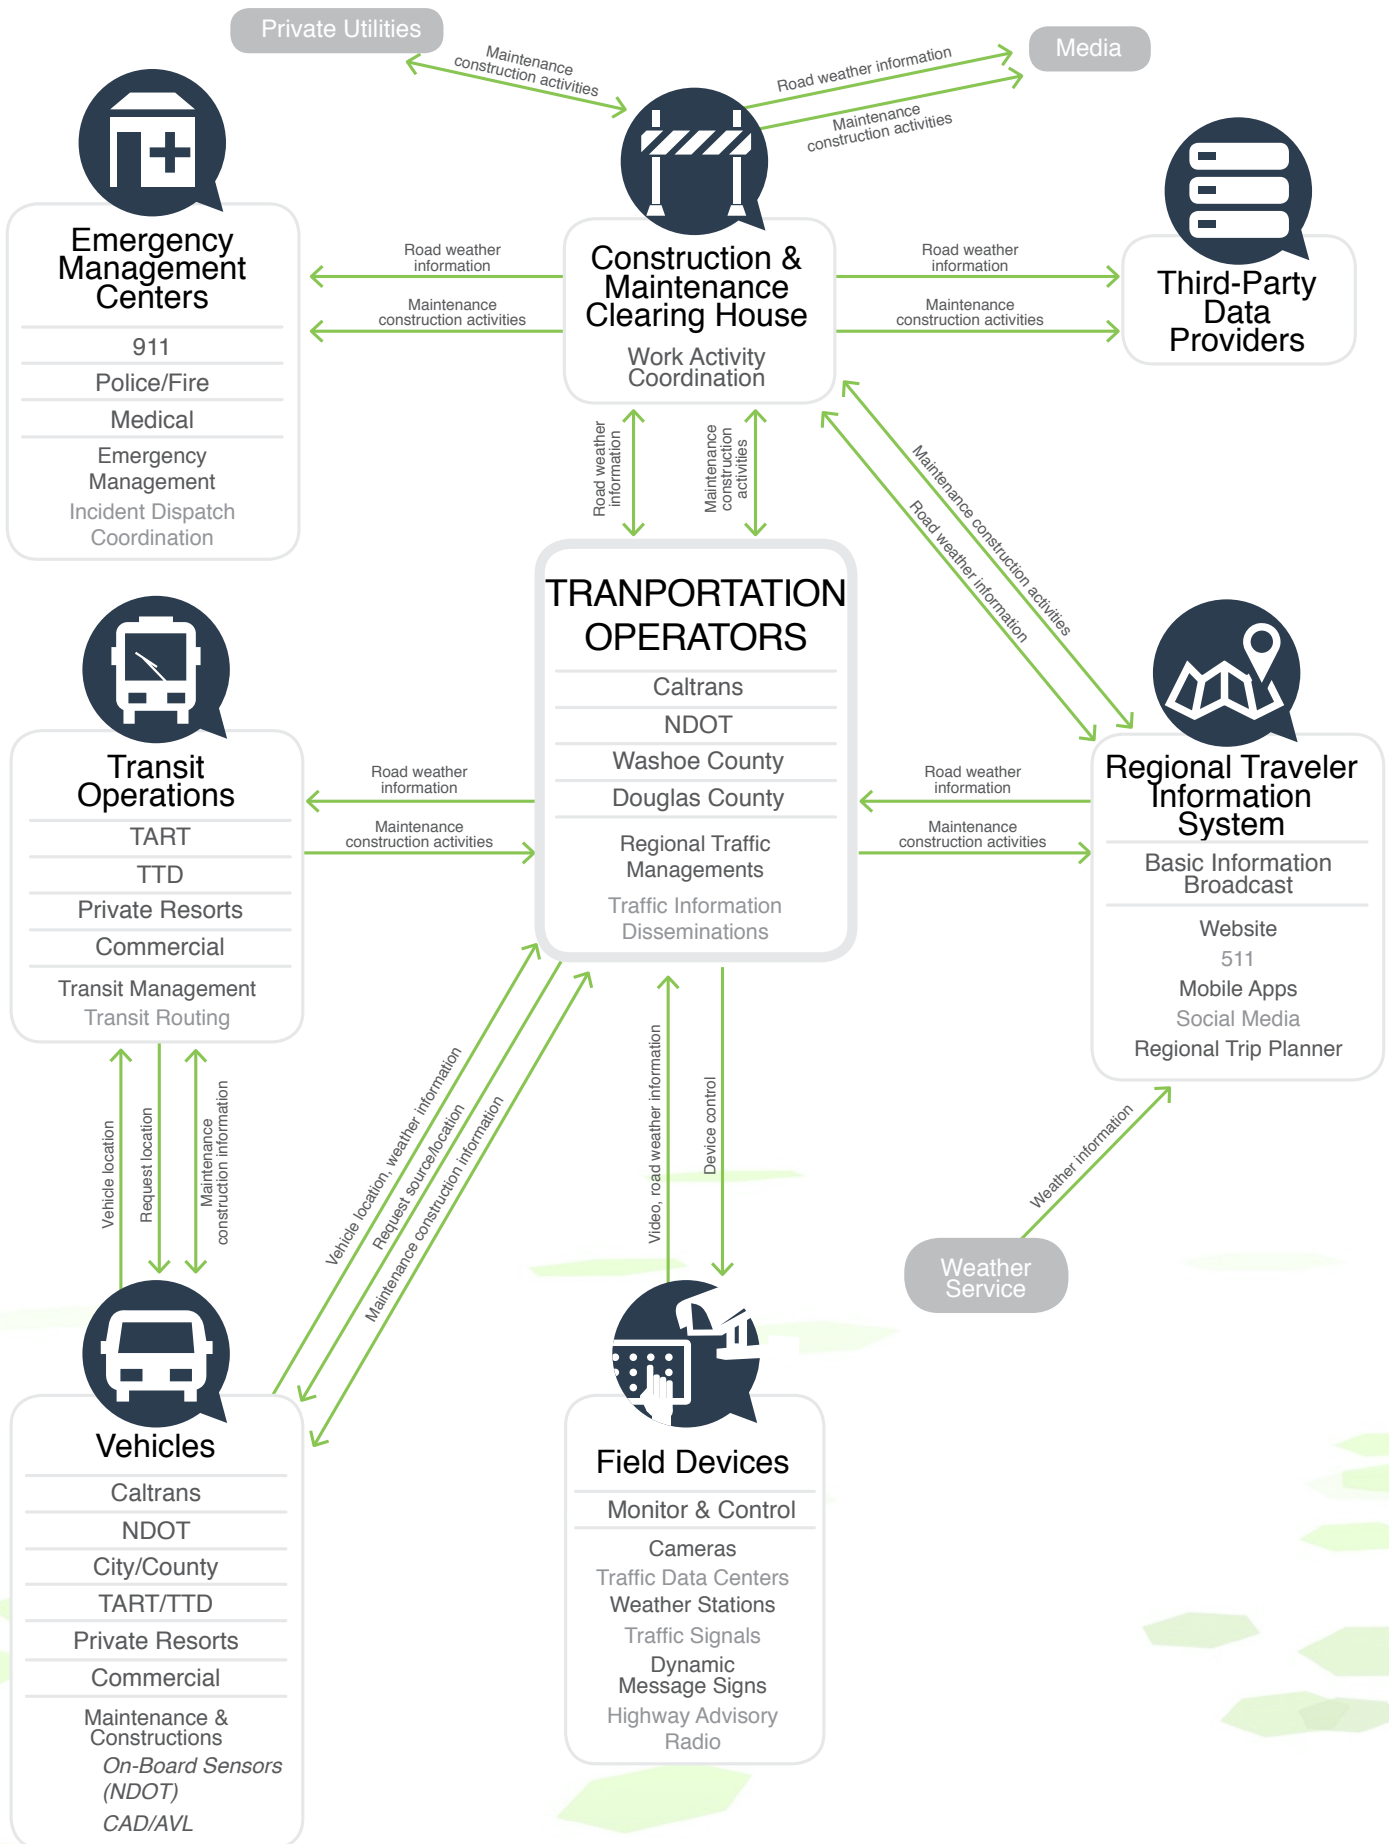 Private Utilities
Media
Maintenance
construction activities
Road weather information
Maintenance
construction activities
Emergency
Management
Centers
911
Police/Fire
Medical
Emergency
Management
Incident Dispatch
Coordination
Road weather
information
Maintenance
construction activities
Construction &
Maintenance
Clearing House
Work Activity
Coordination
Road weather
information
Maintenance
construction activities
Third-Party
Data
Providers
Road weather
information
Maintenance
construction
activities
Maintenance construction activities
Road weather information
TRANPORTATION
OPERATORS
Caltrans
NDOT
Washoe County
Douglas County
Regional Traffic
Managements
Traffic Information
Disseminations
Transit
Operations
TART
TTD
Private Resorts
Commercial
Transit Management
Transit Routing
Road weather
information
Maintenance
construction activities
Road weather
information
Maintenance
construction activities
Regional Traveler
Information
System
Basic Information
Broadcast
Website
511
Mobile Apps
Social Media
Regional Trip Planner
Vehicle location
Request location
Maintenance
construction information
Vehicle location, weather information
Request source/location
Maintenance construction information
Video, road weather information
Device control
Weather information
Weather
Service
Vehicles
Caltrans
NDOT
City/County
TART/TTD
Private Resorts
Commercial
Maintenance &
Constructions
On-Board Sensors
(NDOT)
CAD/AVL
Field Devices
Monitor & Control
Cameras
Traffic Data Centers
Weather Stations
Traffic Signals
Dynamic
Message Signs
Highway Advisory
Radio